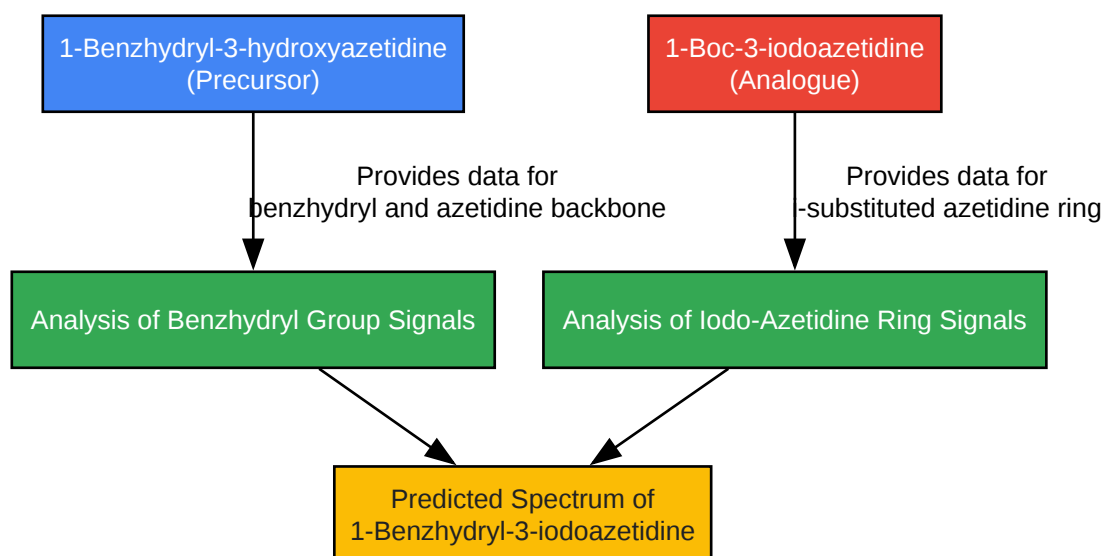 1-Benzhydryl-3-hydroxyazetidine
(Precursor)
1-Boc-3-iodoazetidine
(Analogue)
Provides data for
benzhydryl and azetidine backbone
Provides data for
i-substituted azetidine ring
Analysis of Benzhydryl Group Signals
Analysis of Iodo-Azetidine Ring Signals
Predicted Spectrum of
1-Benzhydryl-3-iodoazetidine